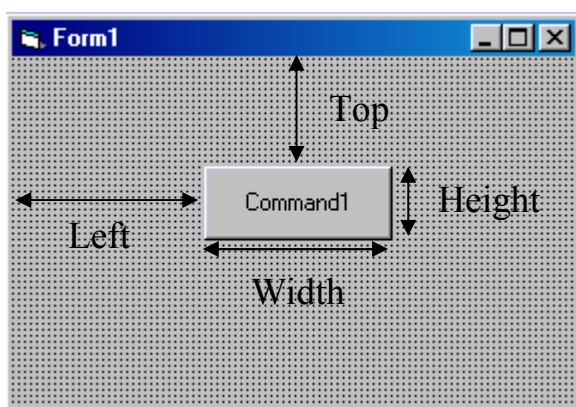 Form1
Top
Command1
Height
Left
Width